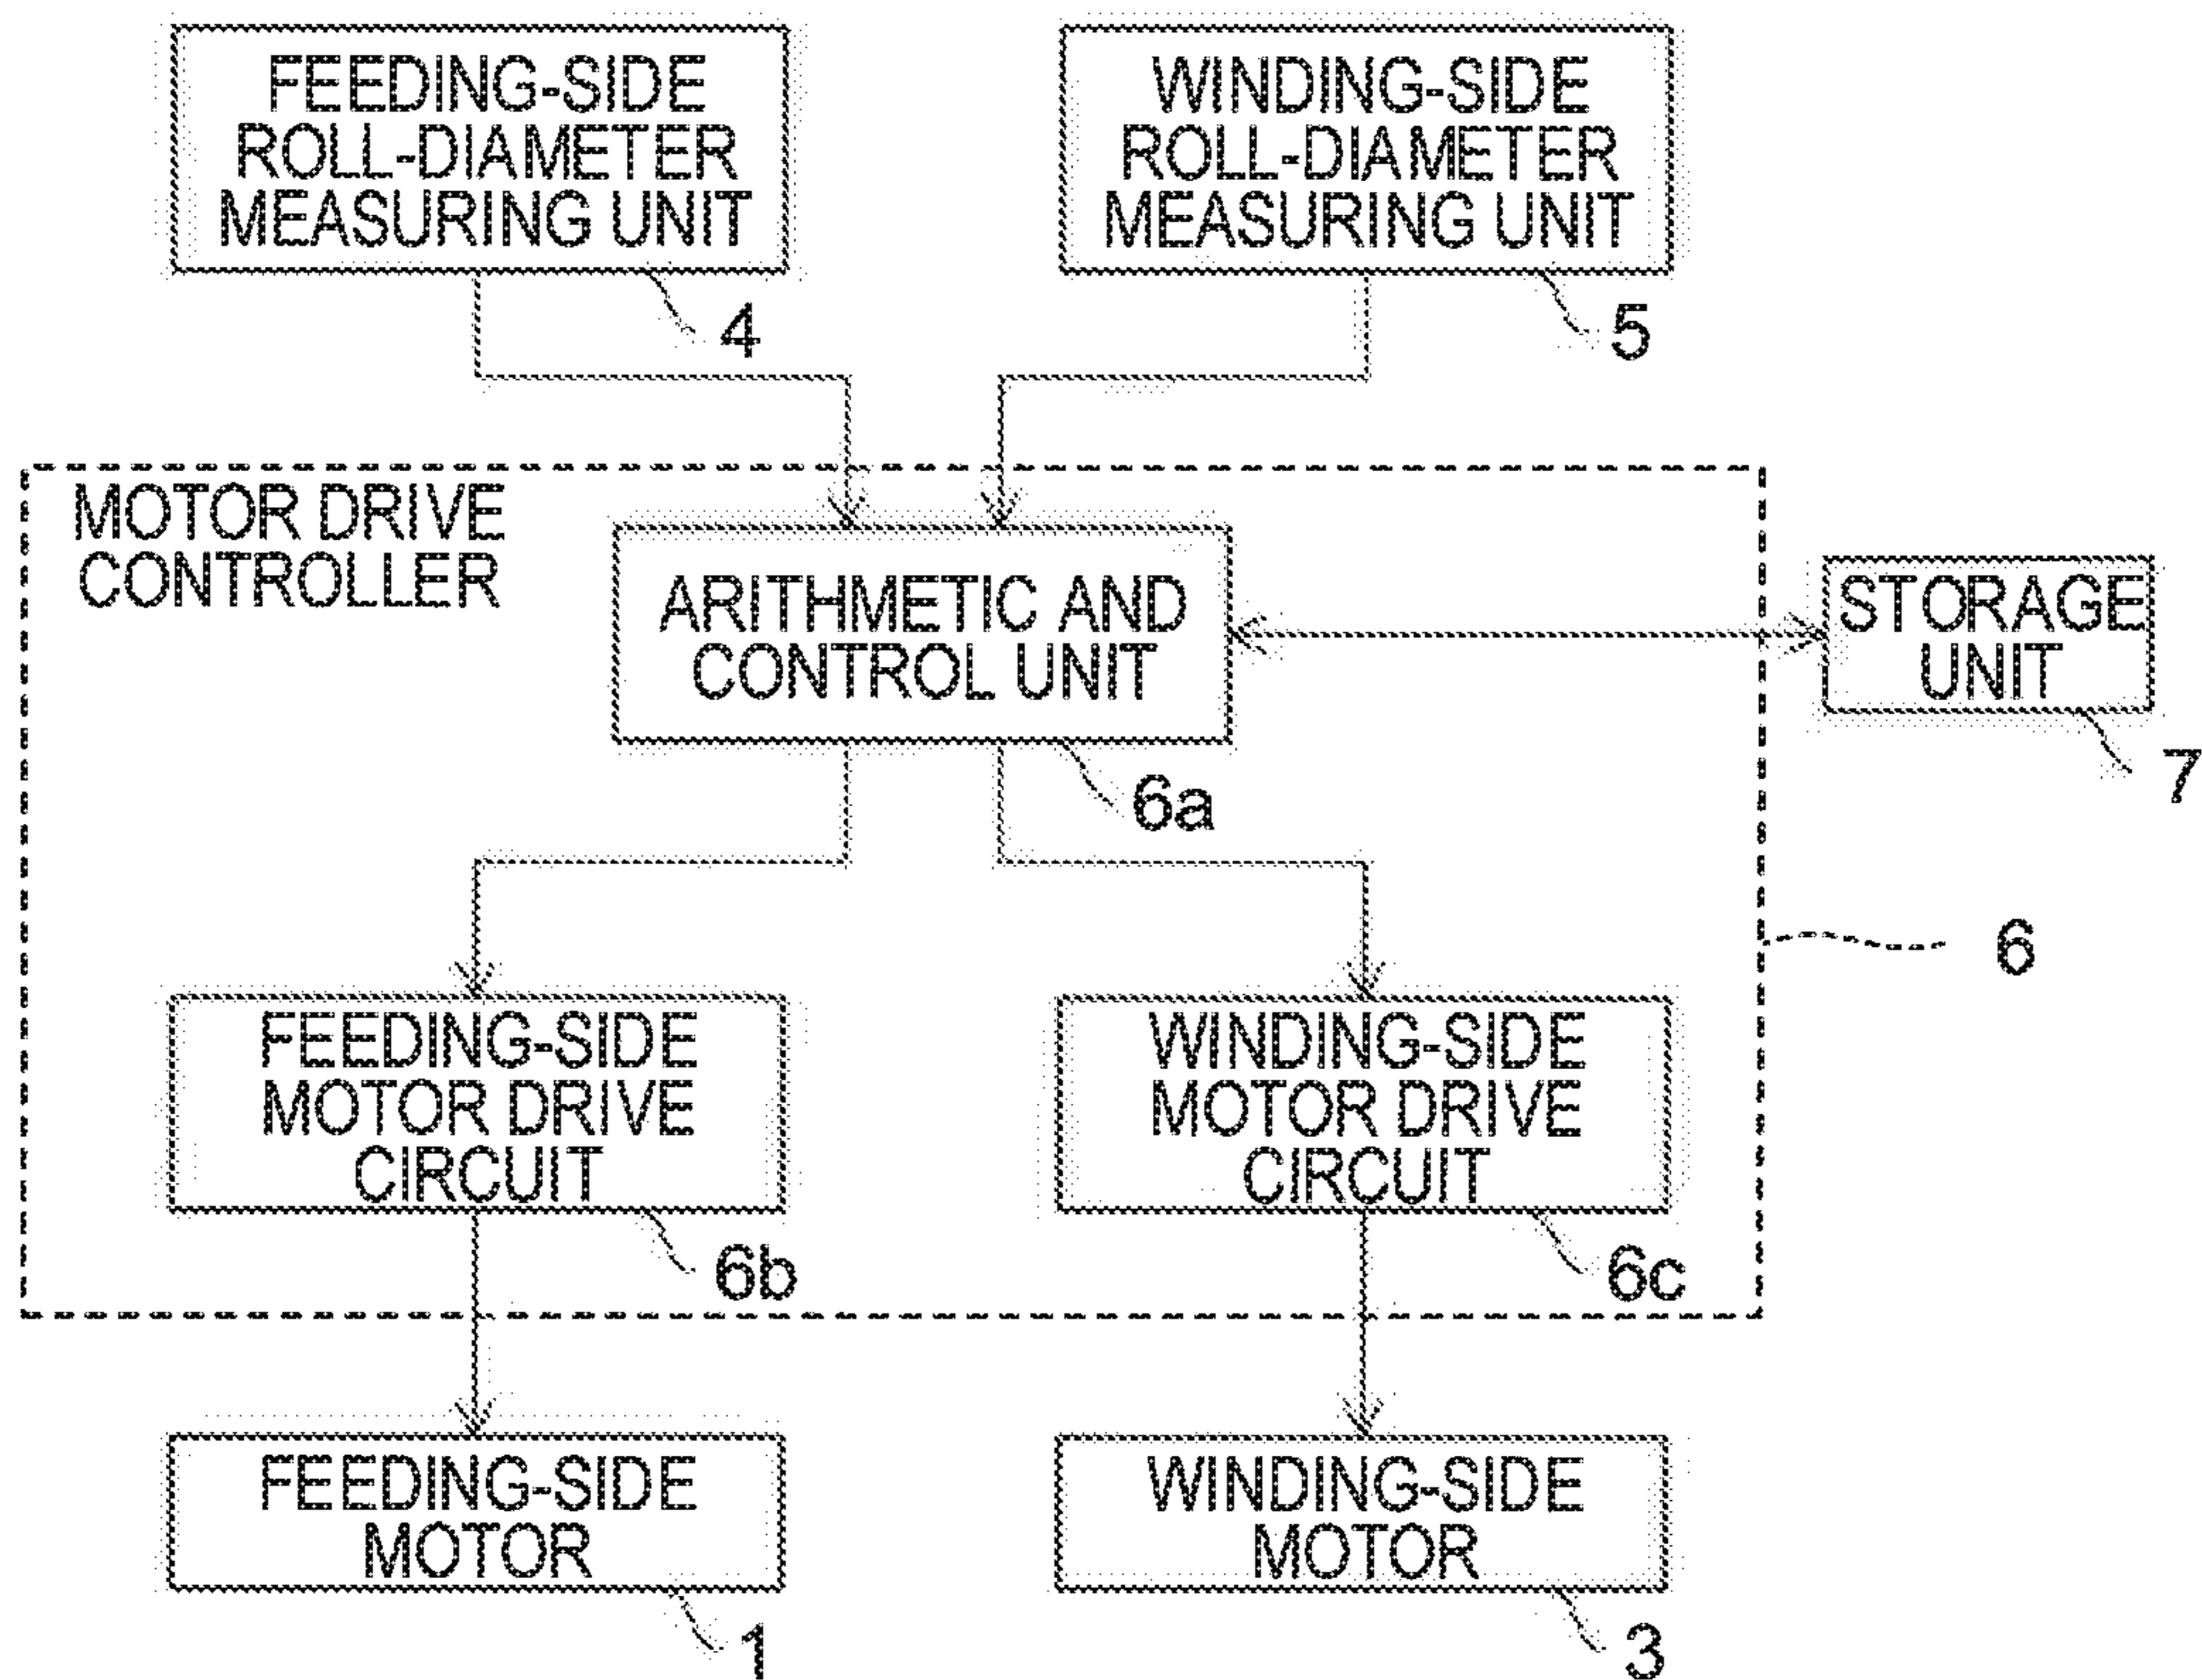 FEEDING-SIDE
ROLL-DIAMETER
MEASURING UNIT
4
WINDING-SIDE
ROLL-DIAMETER
MEASURING UNIT
5
MOTOR DRIVE
CONTROLLER
ARITHMETIC AND
CONTROL UNIT
6a
STORAGE
UNIT
7
6
FEEDING-SIDE
MOTOR DRIVE
CIRCUIT
6b
WINDING-SIDE
MOTOR DRIVE
CIRCUIT
6c
FEEDING-SIDE
MOTOR
1
WINDING-SIDE
MOTOR
3